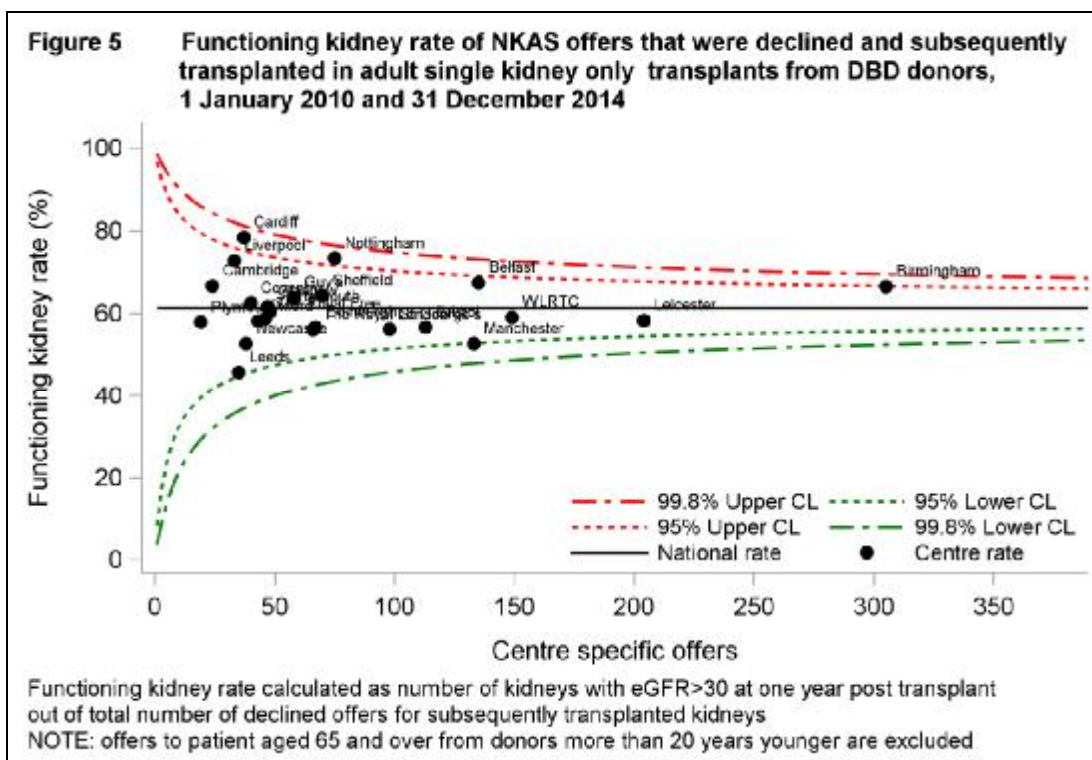 Figure 5 Functioning kidney rate of NKAS offers that were declined and subsequently
transplanted in adult single kidney only transplants from DBD donors,
1 January 2010 and 31 December 2014
Functioning kidney rate (%)
100
80
60
40
20
0
Cardiff
Liverpool
Nottingham
Cambridge
Guy's
Sheffield
Belfast
Birmingham
WLRTC
Leicester
Newcastle
Manchester
Leeds
99.8% Upper CL
95% Lower CL
95% Upper CL
99.8% Lower CL
National rate
Centre rate
0 50 100 150 200 250 300 350
Centre specific offers
Functioning kidney rate calculated as number of kidneys with eGFR>30 at one year post transplant
out of total number of declined offers for subsequently transplanted kidneys
NOTE: offers to patient aged 65 and over from donors more than 20 years younger are excluded